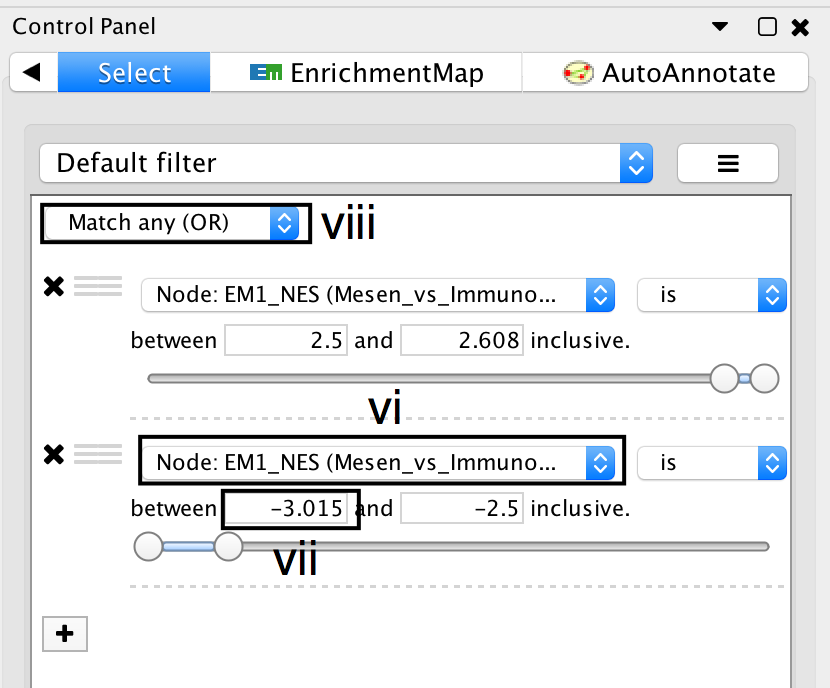 Control Panel
Select EnrichmentMap AutoAnnotate
Default filter
Match any (OR) viii
Node: EM1_NES (Mesen_vs_Immuno... is
between 2.5 and 2.608 inclusive.
vi
Node: EM1_NES (Mesen_vs_Immuno... is
between -3.015 and -2.5 inclusive.
vii